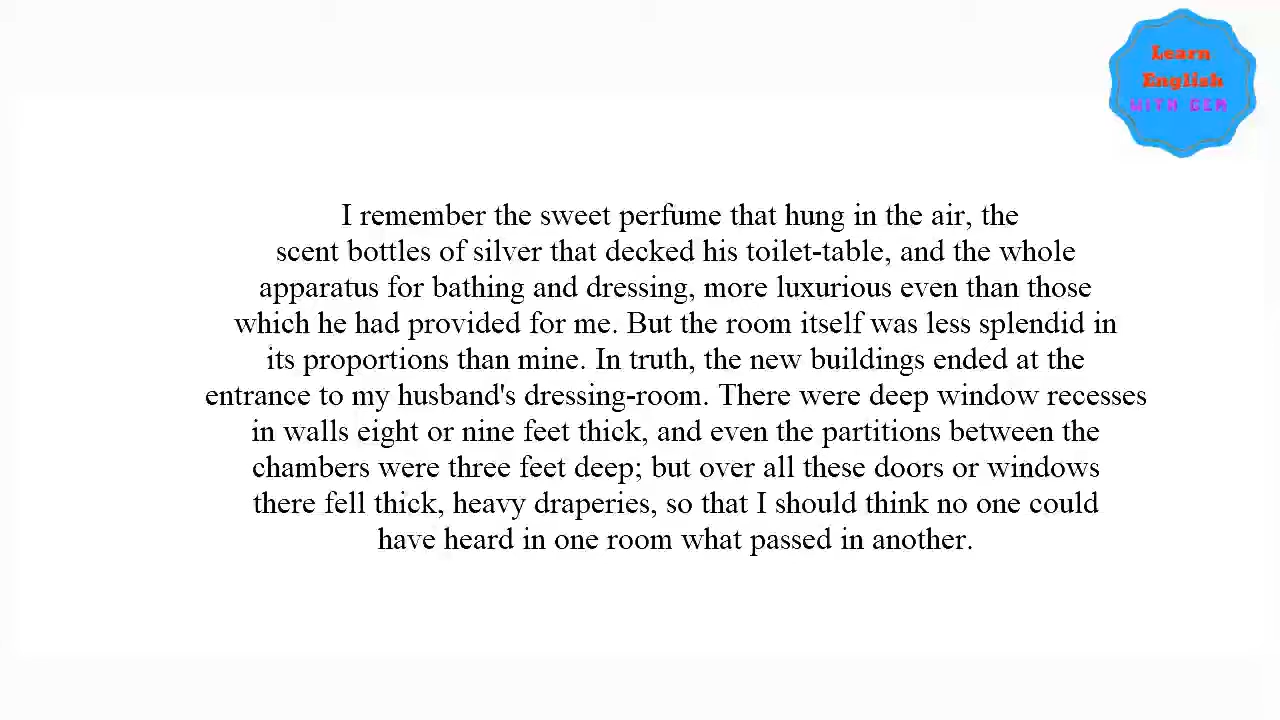 Learn
English
WITH GEM
I remember the sweet perfume that hung in the air, the
scent bottles of silver that decked his toilet-table, and the whole
apparatus for bathing and dressing, more luxurious even than those
which he had provided for me. But the room itself was less splendid in
its proportions than mine. In truth, the new buildings ended at the
entrance to my husband's dressing-room. There were deep window recesses
in walls eight or nine feet thick, and even the partitions between the
chambers were three feet deep; but over all these doors or windows
there fell thick, heavy draperies, so that I should think no one could
have heard in one room what passed in another.